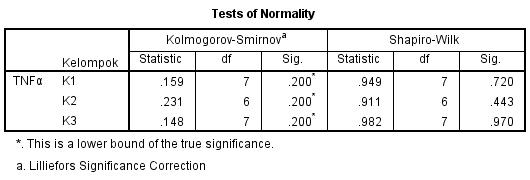 Tests of Normality
Kolmogorov-Smirnovᵃ Shapiro-Wilk
Kelompok Statistic df Sig. Statistic df Sig.
TNFα K1 .159 7 .200* .949 7 .720
K2 .231 6 .200* .911 6 .443
K3 .148 7 .200* .982 7 .970
*. This is a lower bound of the true significance.
a. Lilliefors Significance Correction